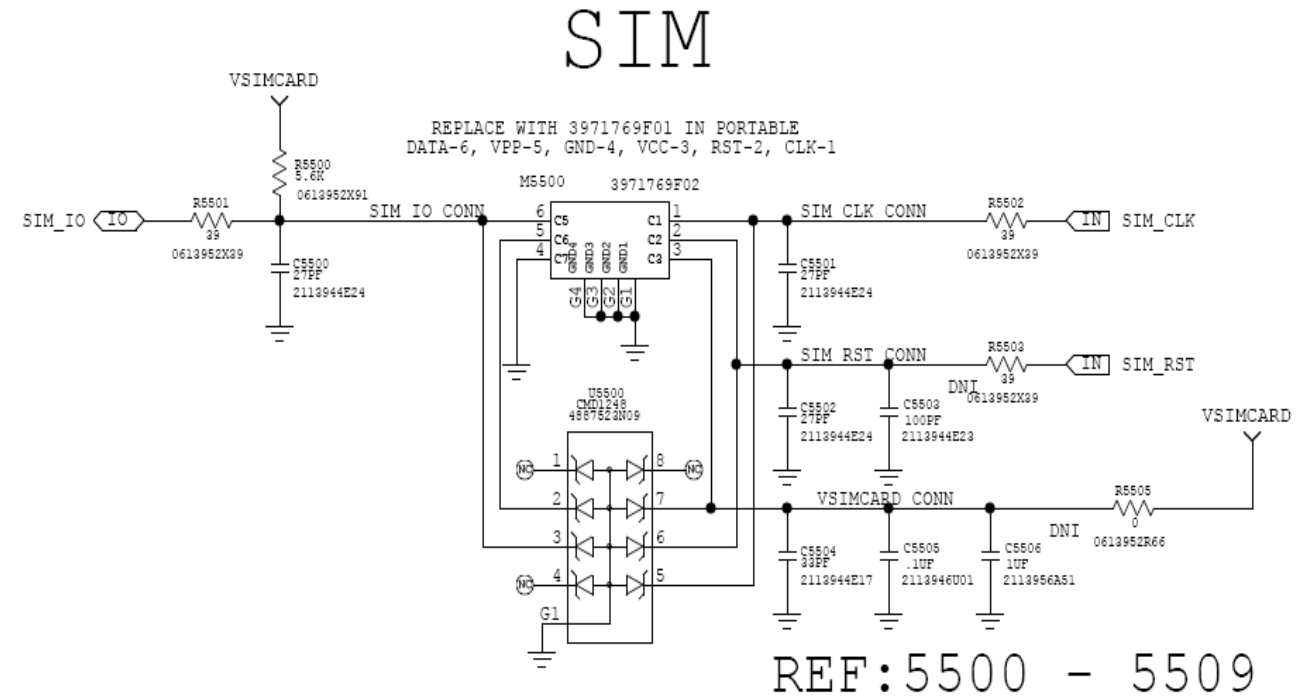 SIM
VSIMCARD
REPLACE WITH 3971769F01 IN PORTABLE
DATA-6, VPP-5, GND-4, VCC-3, RST-2, CLK-1
R5500
5.6K
0613952X91
M5500 3971769F02
SIM_IO IO
R5501
39
0613952X39
SIM IO CONN
6 C5 C1 1
5 C6 C2 2
4 C7 C3 3
GND4 GND3 GND2 GND1
G4 G3 G2 G1
SIM CLK CONN
R5502
39
0613952X39
IN SIM_CLK
C5500
27PF
2113944E24
C5501
27PF
2113944E24
SIM RST CONN
R5503
39
0613952X39
DNI
IN SIM_RST
C5502
27PF
2113944E24
C5503
100PF
2113944E23
U5500
CMD1248
4887523N09
NC 1 8 NC
2 7
3 6
NC 4 5
G1
VSIMCARD
VSIMCARD CONN
R5505
0
0613952R66
DNI
C5504
33PF
2113944E17
C5505
.1UF
2113946U01
C5506
1UF
2113956A51
REF:5500 - 5509